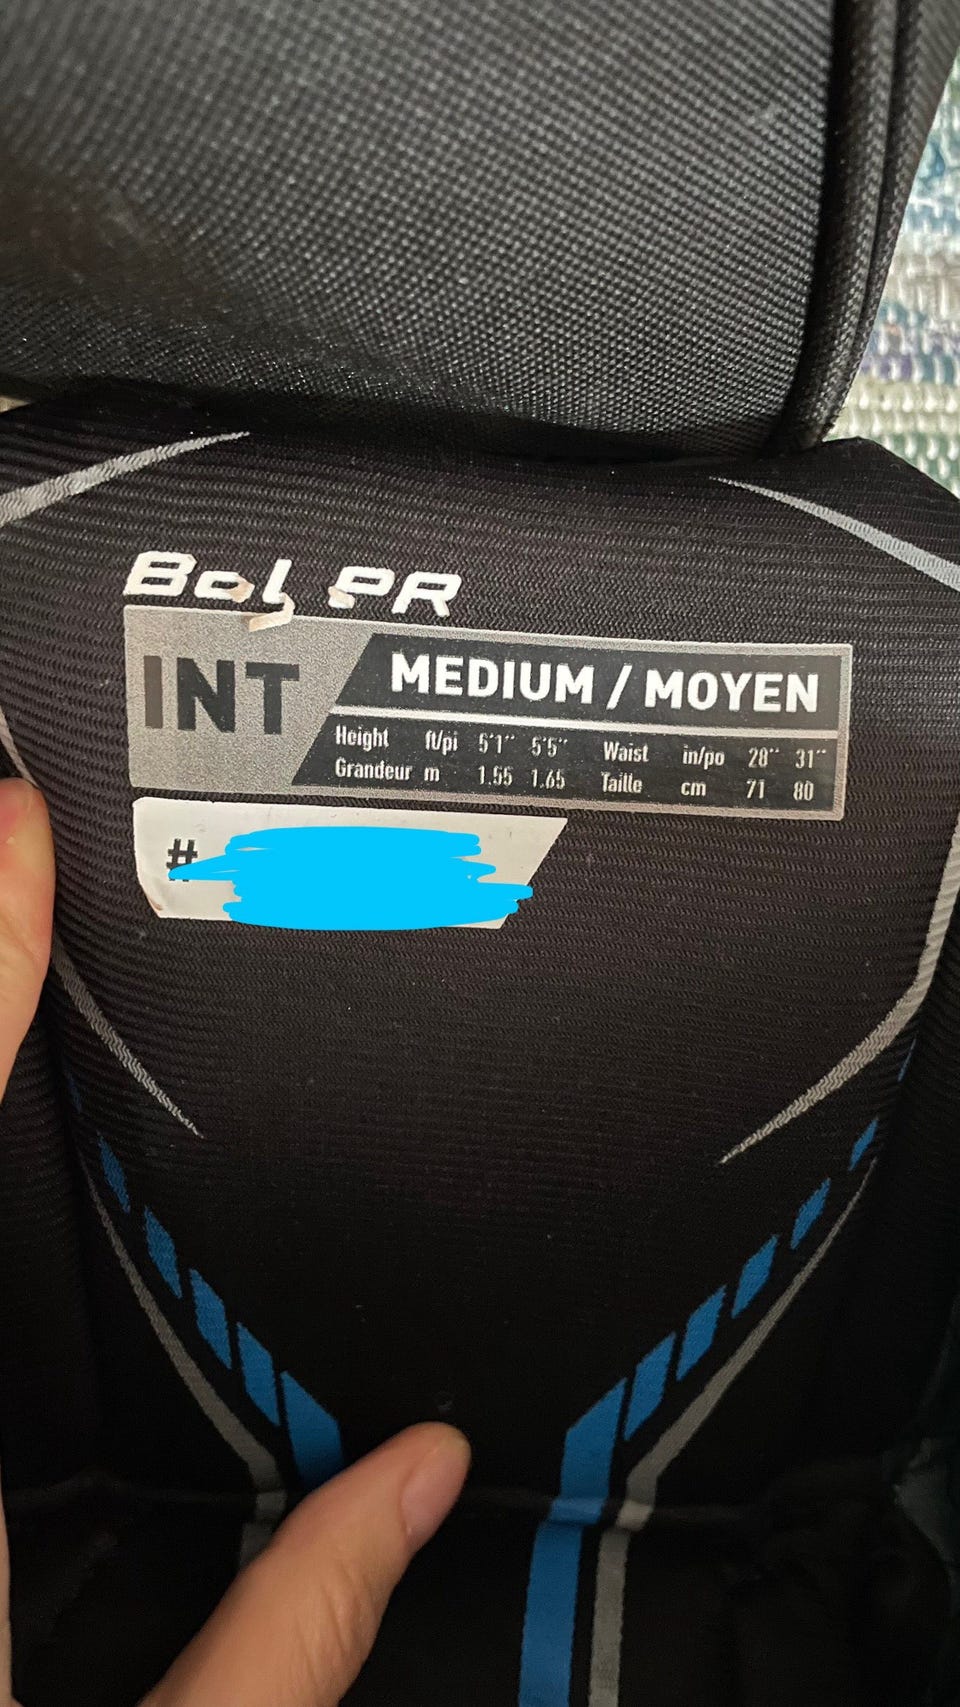 INT
MEDIUM / MOYEN
Height ft/pi 5'1" 5'5" Waist in/po 28" 31"
Grandeur m 1.55 1.65 Taille cm 71 80
#